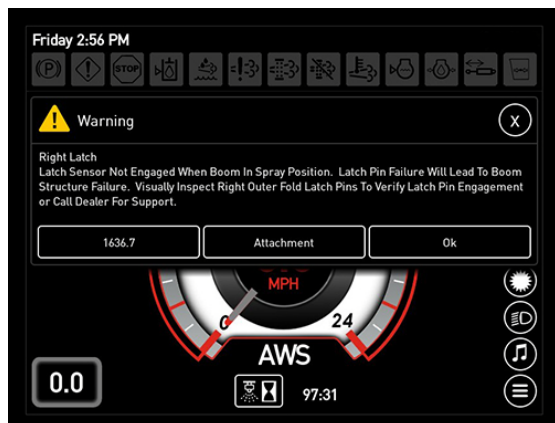 Friday 2:56 PM
(P)
STOP
Warning
X
Right Latch
Latch Sensor Not Engaged When Boom In Spray Position. Latch Pin Failure Will Lead To Boom
Structure Failure. Visually Inspect Right Outer Fold Latch Pins To Verify Latch Pin Engagement
or Call Dealer For Support.
1636.7 Attachment Ok
MPH
0 24
AWS
0.0
97:31